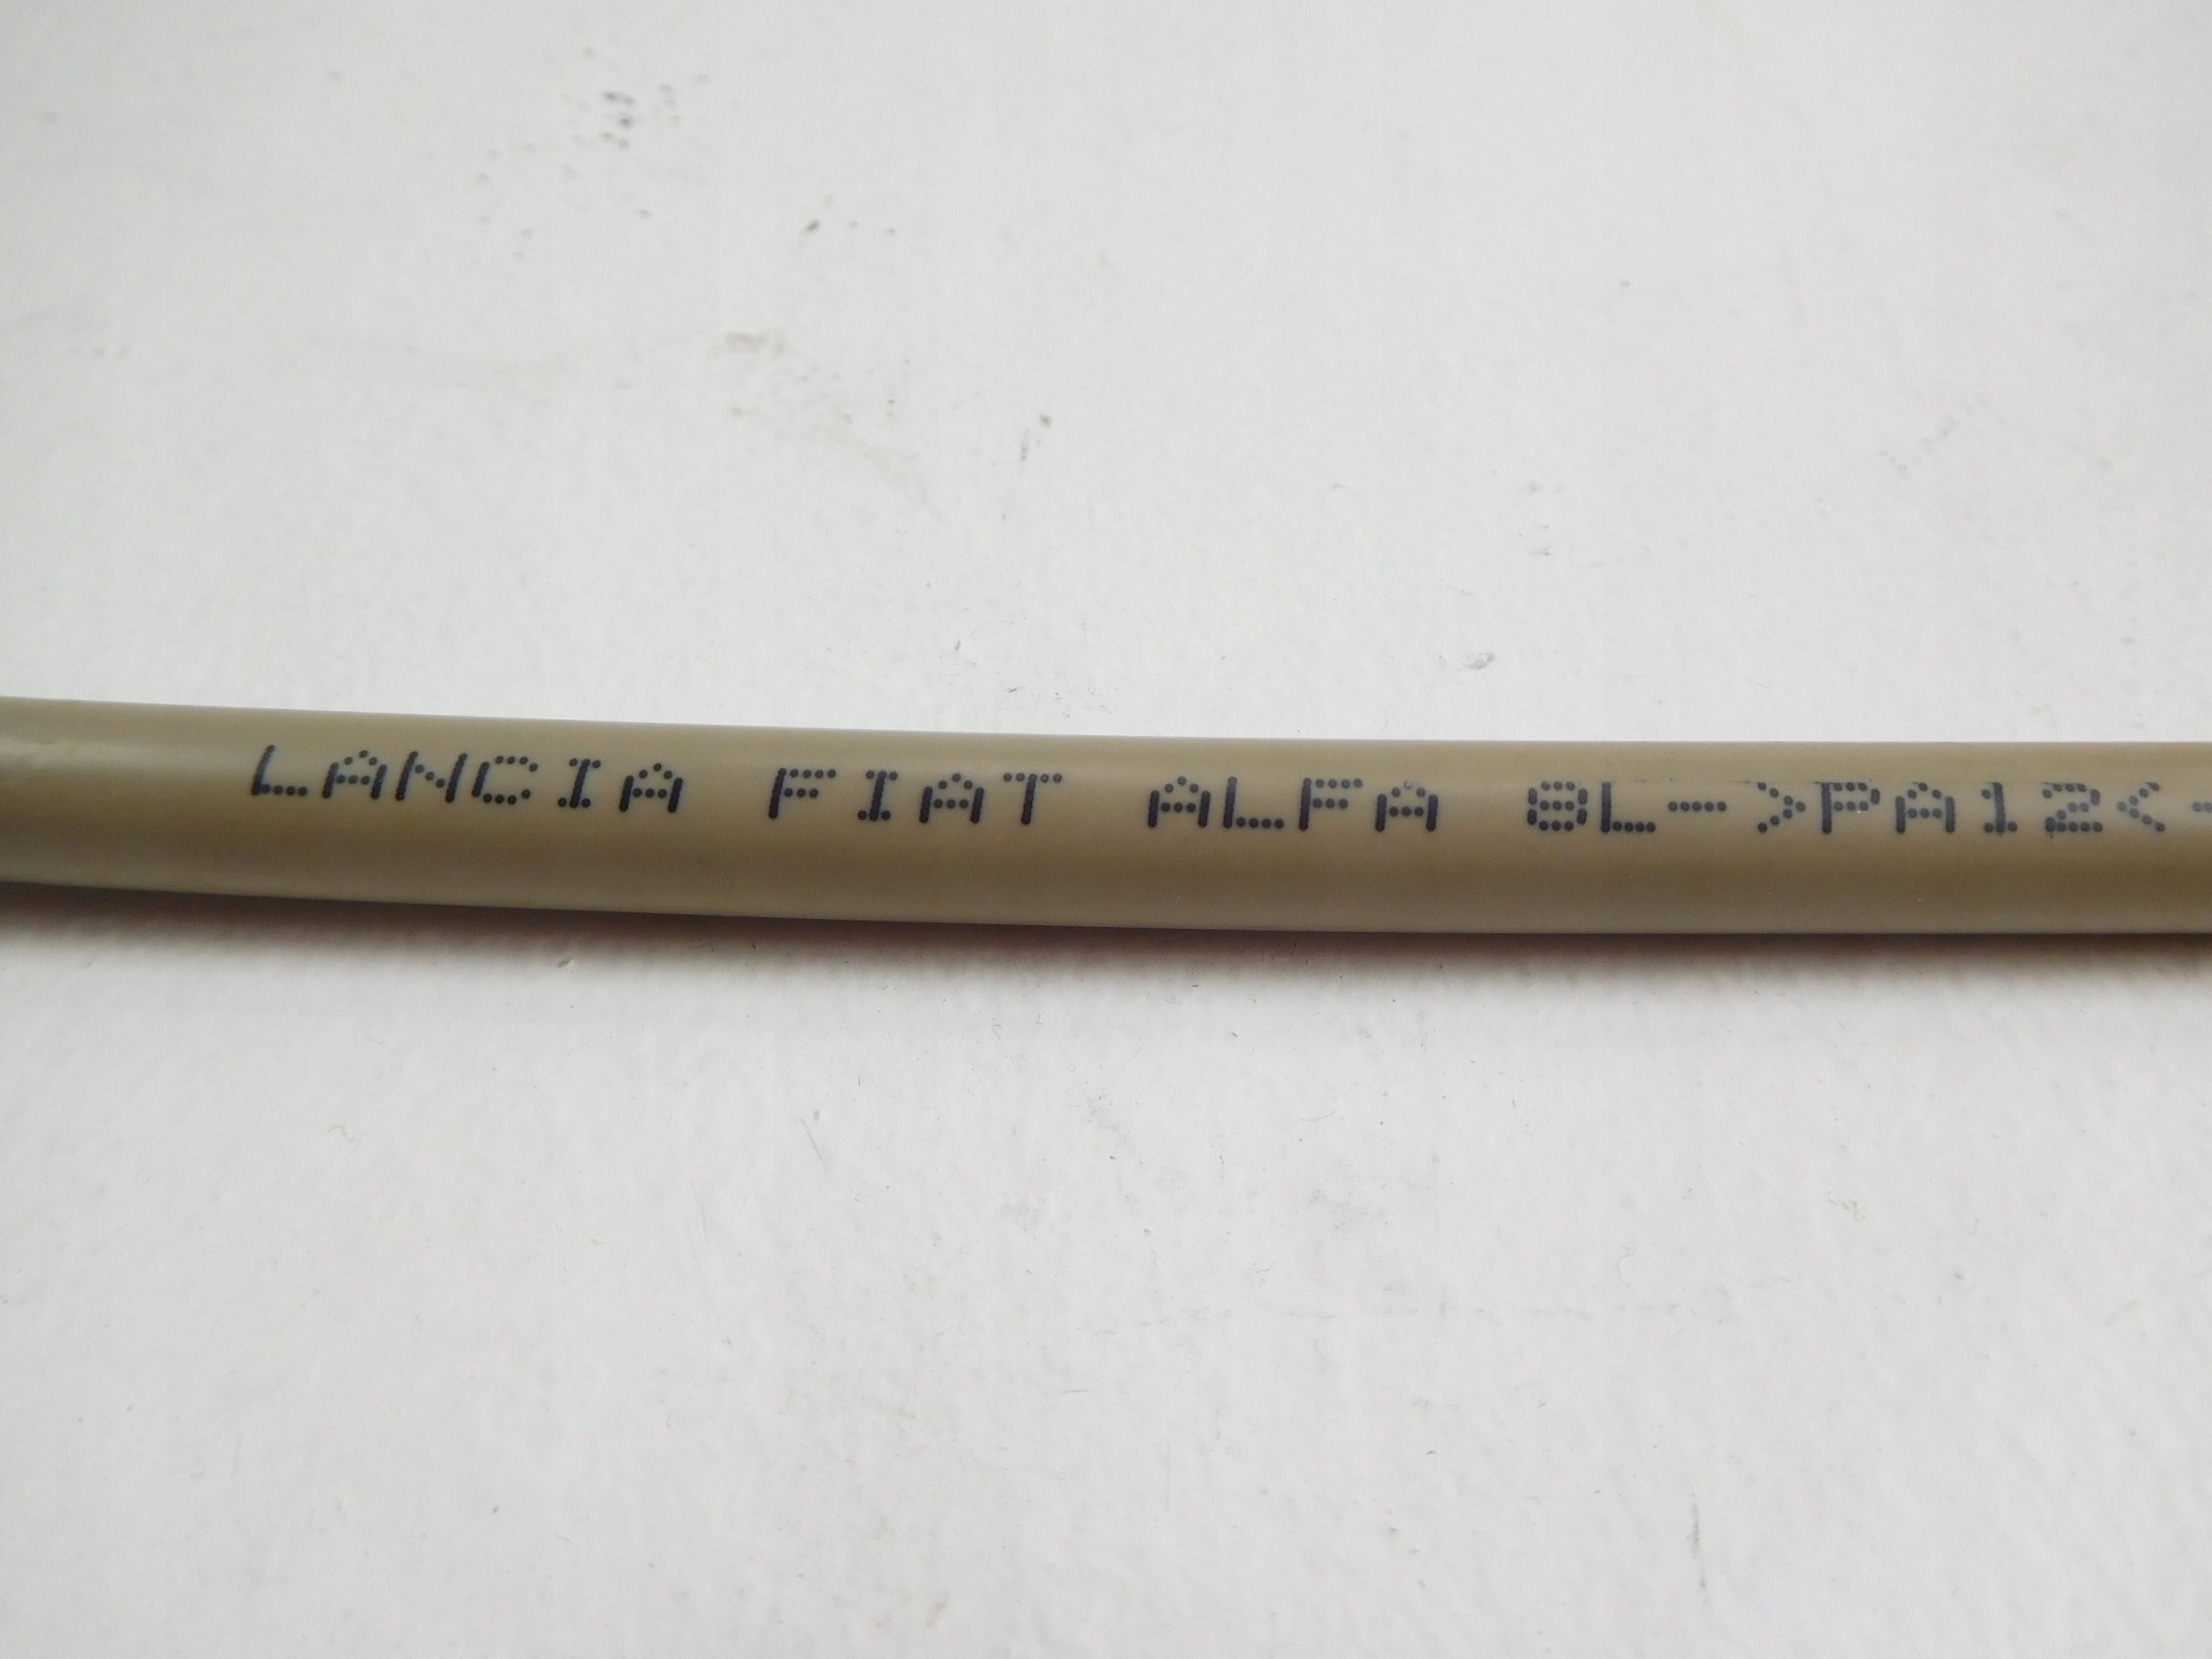 LANCIA FIAT ALFA 8L->PA12<-